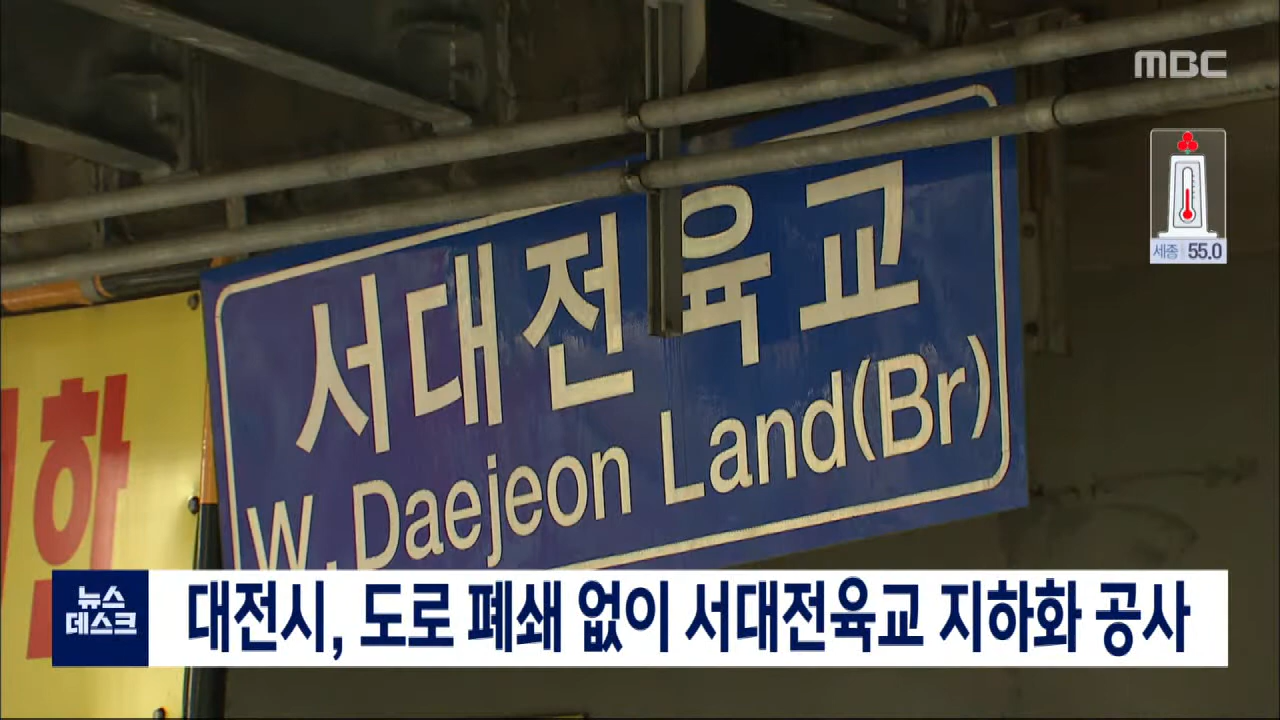 MBC
세종 55.0
서대전육교
W. Daejeon Land(Br)
뉴스
데스크
대전시, 도로 폐쇄 없이 서대전육교 지하화 공사